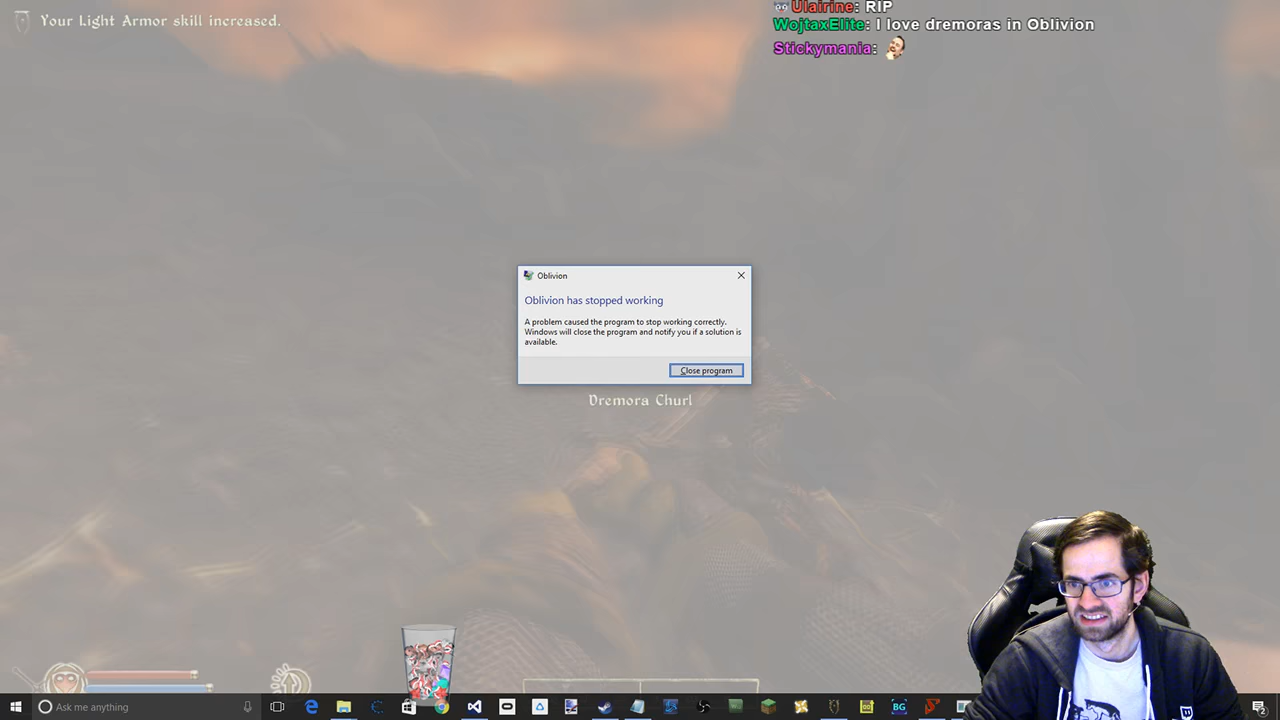 Your Light Armor skill increased.
Ulairine: RIP
WojtaxElite: I love dremoras in Oblivion
Stickymania:
Oblivion
Oblivion has stopped working
A problem caused the program to stop working correctly.
Windows will close the program and notify you if a solution is
available.
Close program
Dremora Churl
Ask me anything
BG
2